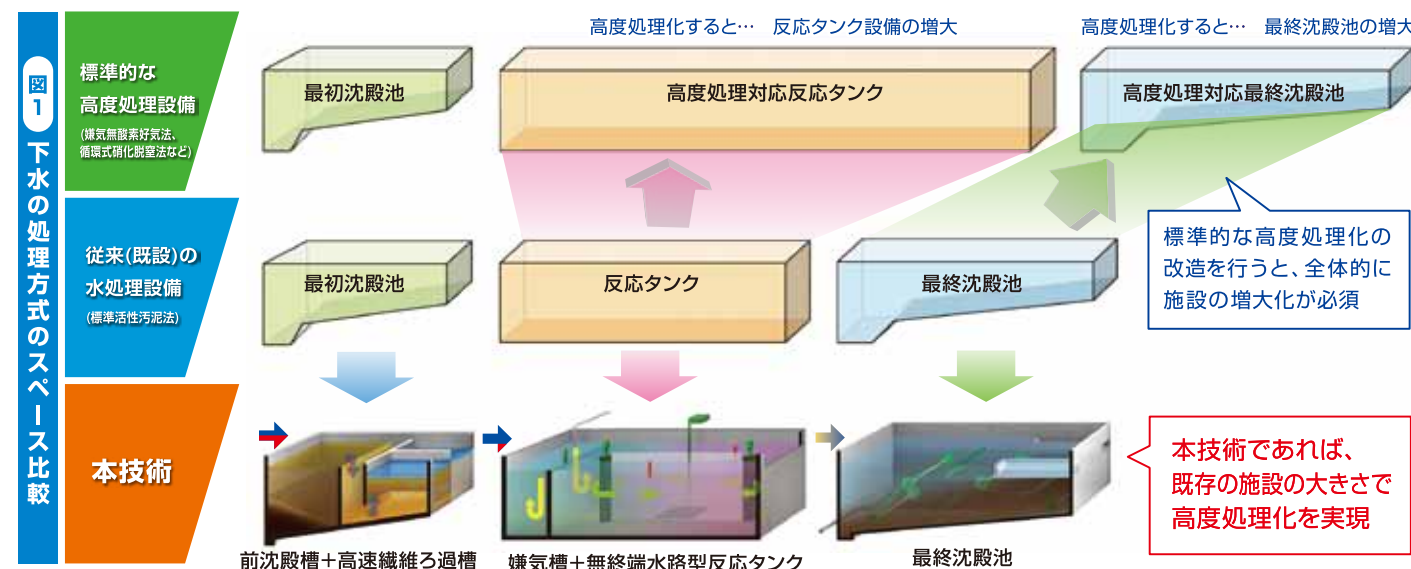 図1 下水の処理方式のスペース比較
標準的な
高度処理設備
(嫌気無酸素好気法、
循環式硝化脱窒法など)
高度処理化すると… 反応タンク設備の増大
高度処理化すると… 最終沈殿池の増大
最初沈殿池
高度処理対応反応タンク
高度処理対応最終沈殿池
従来(既設)の
水処理設備
(標準活性汚泥法)
最初沈殿池
反応タンク
最終沈殿池
標準的な高度処理化の
改造を行うと、全体的に
施設の増大化が必須
本技術
前沈殿槽+高速繊維ろ過槽
嫌気槽+無終端水路型反応タンク
最終沈殿池
本技術であれば、
既存の施設の大きさで
高度処理化を実現